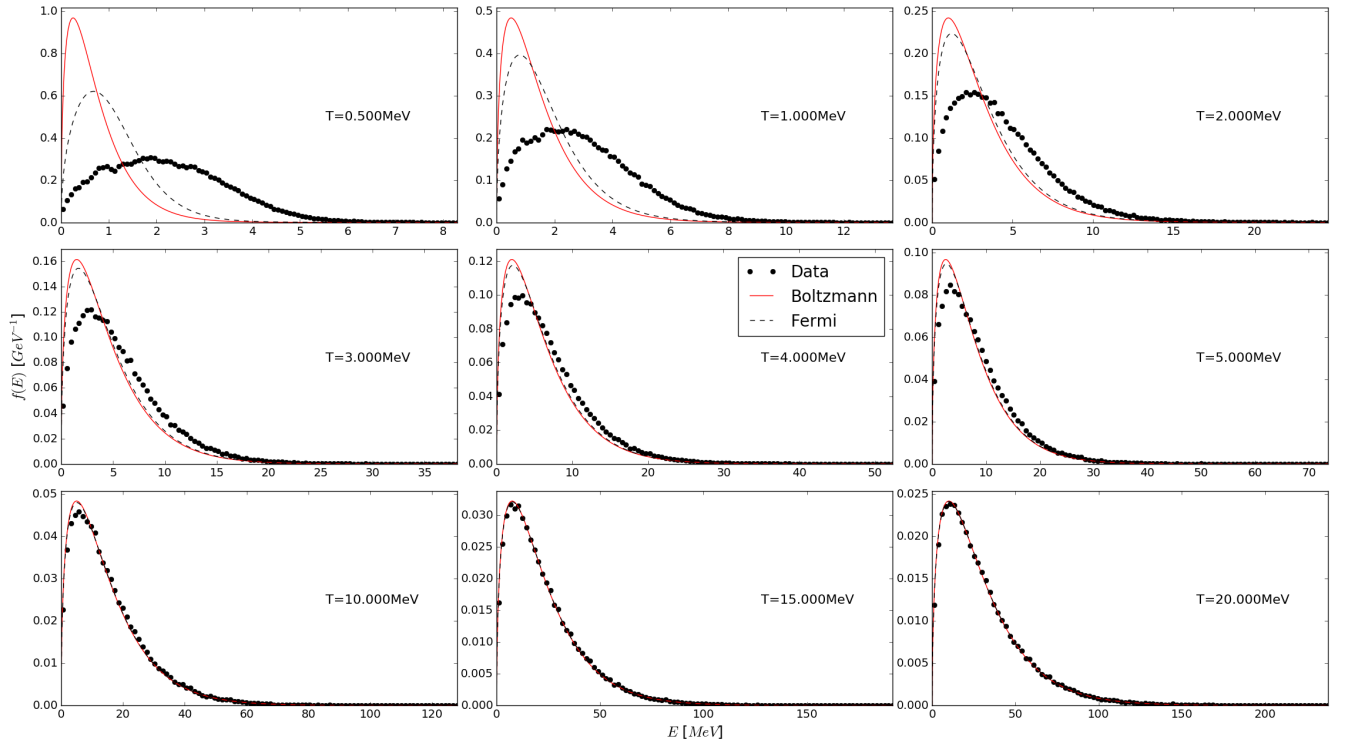 1.0
0.8
0.6
0.4
0.2
0.0
0 1 2 3 4 5 6 7 8
T=0.500MeV
0.5
0.4
0.3
0.2
0.1
0.0
0 2 4 6 8 10 12
T=1.000MeV
0.25
0.20
0.15
0.10
0.05
0.00
0 5 10 15 20
T=2.000MeV
f(E) [GeV⁻¹]
0.16
0.14
0.12
0.10
0.08
0.06
0.04
0.02
0.00
0 5 10 15 20 25 30 35
T=3.000MeV
0.12
0.10
0.08
0.06
0.04
0.02
0.00
0 10 20 30 40 50
Data
Boltzmann
Fermi
T=4.000MeV
0.10
0.08
0.06
0.04
0.02
0.00
0 10 20 30 40 50 60 70
T=5.000MeV
0.05
0.04
0.03
0.02
0.01
0.00
0 20 40 60 80 100 120
T=10.000MeV
0.030
0.025
0.020
0.015
0.010
0.005
0.000
0 50 100 150
T=15.000MeV
0.025
0.020
0.015
0.010
0.005
0.000
0 50 100 150 200
T=20.000MeV
E [MeV]